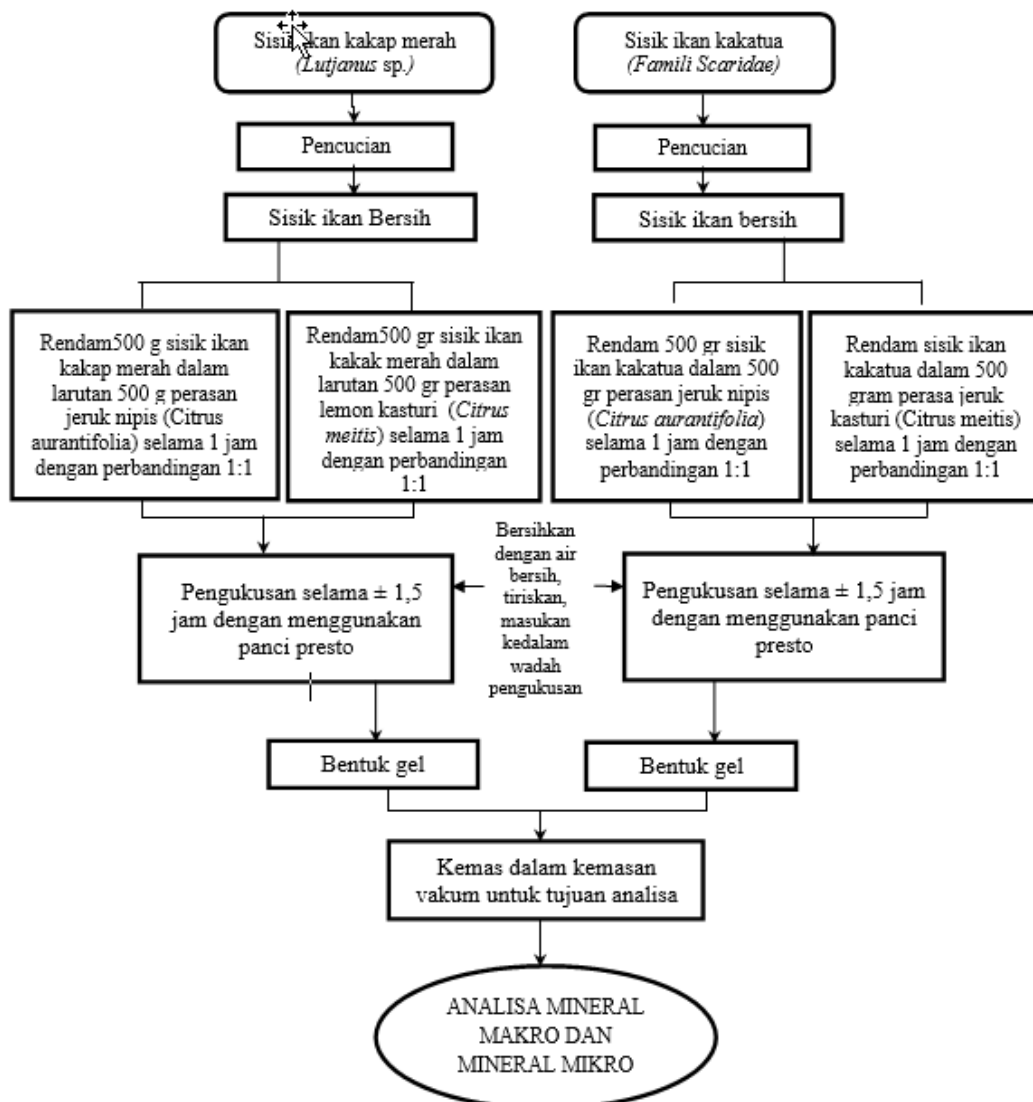 Sisik ikan kakap merah
(Lutjanus sp.)
Sisik ikan kakatua
(Famili Scaridae)
Pencucian
Pencucian
Sisik ikan Bersih
Sisik ikan bersih
Rendam500 g sisik ikan
kakap merah dalam
larutan 500 g perasan
jeruk nipis (Citrus
aurantifolia) selama 1 jam
dengan perbandingan 1:1
Rendam500 gr sisik ikan
kakak merah dalam
larutan 500 gr perasan
lemon kasturi (Citrus
meitis) selama 1 jam
dengan perbandingan
1:1
Rendam 500 gr sisik
ikan kakatua dalam 500
gr perasan jeruk nipis
(Citrus aurantifolia)
selama 1 jam dengan
perbandingan 1:1
Rendam sisik ikan
kakatua dalam 500
gram perasa jeruk
kasturi (Citrus meitis)
selama 1 jam dengan
perbandingan 1:1
Bersihkan
dengan air
bersih,
tiriskan,
masukan
kedalam
wadah
pengukusan
Pengukusan selama ± 1,5
jam dengan menggunakan
panci presto
Pengukusan selama ± 1,5 jam
dengan menggunakan panci
presto
Bentuk gel
Bentuk gel
Kemas dalam kemasan
vakum untuk tujuan analisa
ANALISA MINERAL
MAKRO DAN
MINERAL MIKRO